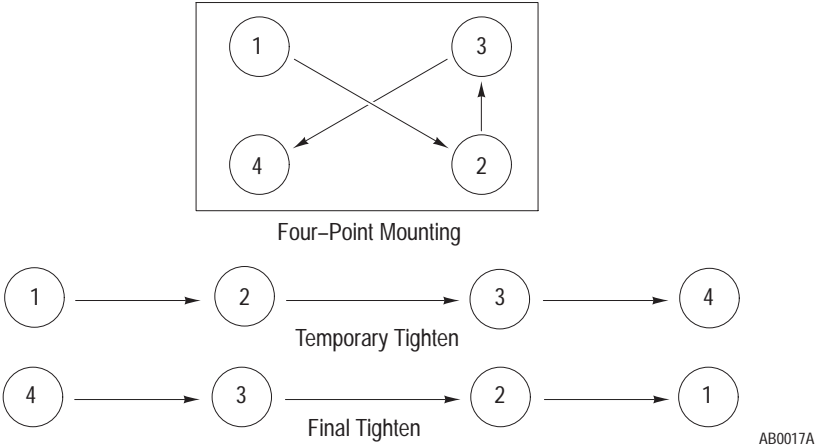 1 3
4 2
Four–Point Mounting
1 2 3 4
Temporary Tighten
4 3 2 1
Final Tighten
AB0017A